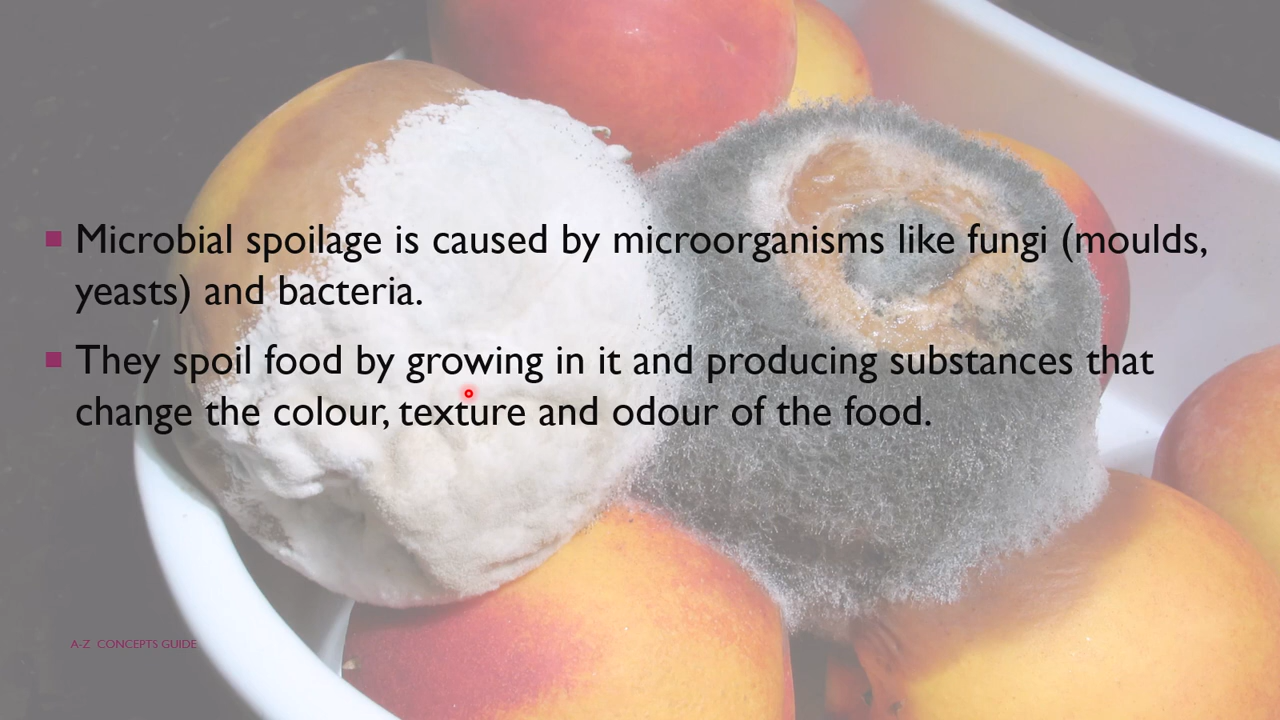 Microbial spoilage is caused by microorganisms like fungi (moulds,
yeasts) and bacteria.
They spoil food by growing in it and producing substances that
change the colour, texture and odour of the food.
A-Z CONCEPTS GUIDE